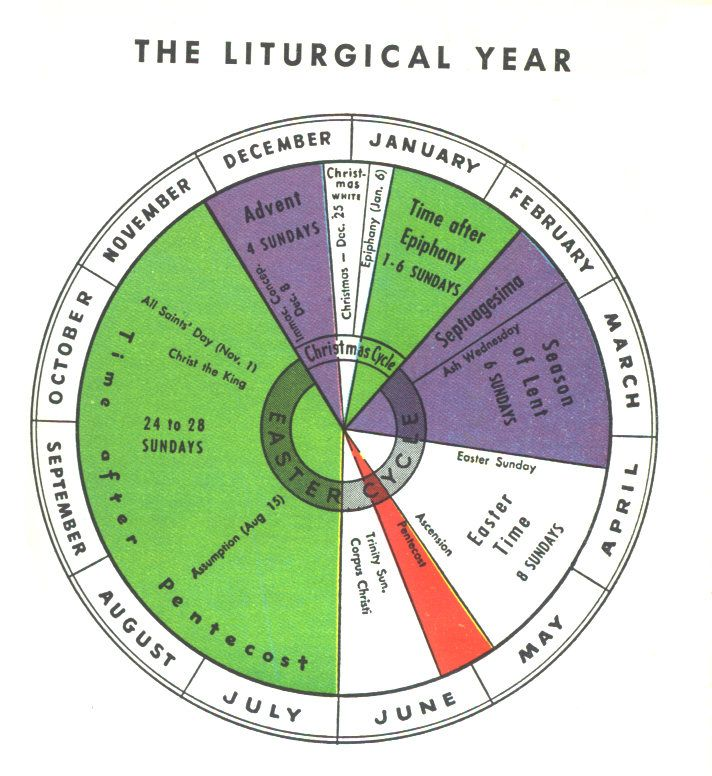 THE LITURGICAL YEAR
JANUARY
FEBRUARY
MARCH
APRIL
MAY
JUNE
JULY
AUGUST
SEPTEMBER
OCTOBER
NOVEMBER
DECEMBER
Advent
4 SUNDAYS
Immac. Concep.
Dec. 8
Christ-
mas
WHITE
Christmas — Dec. 25
Epiphany (Jan. 6)
Time after
Epiphany
1-6 SUNDAYS
Christmas Cycle
Septuagesima
Ash Wednesday
Season
of Lent
6 SUNDAYS
Easter Sunday
Easter
Time
8 SUNDAYS
Ascension
Pentecost
Trinity Sun.
Corpus Christi
EASTER CYCLE
Time after Pentecost
24 to 28
SUNDAYS
All Saints' Day (Nov. 1)
Christ the King
Assumption (Aug 15)